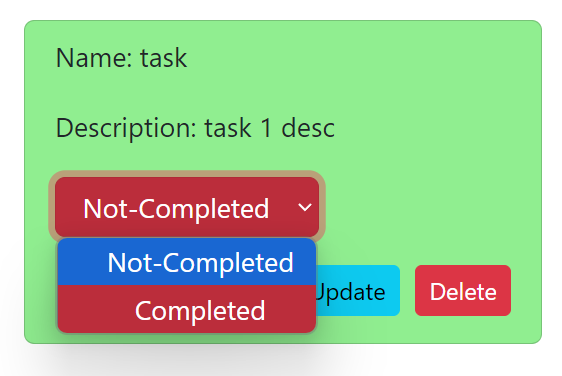 Name: task
Description: task 1 desc
Not-Completed
Not-Completed
Completed
Update Delete